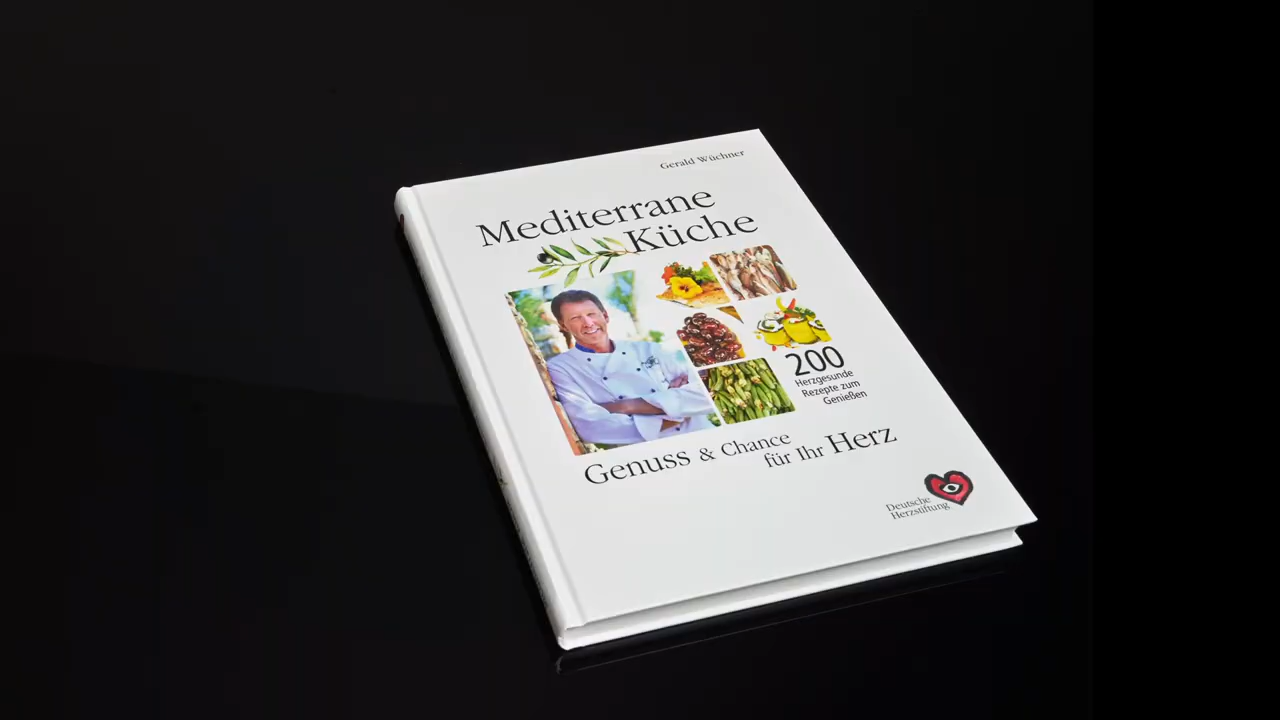 Gerald Wüchner
Mediterrane
Küche
200
Herzgesunde
Rezepte zum
Genießen
Genuss & Chance
für Ihr Herz
Deutsche
Herzstiftung